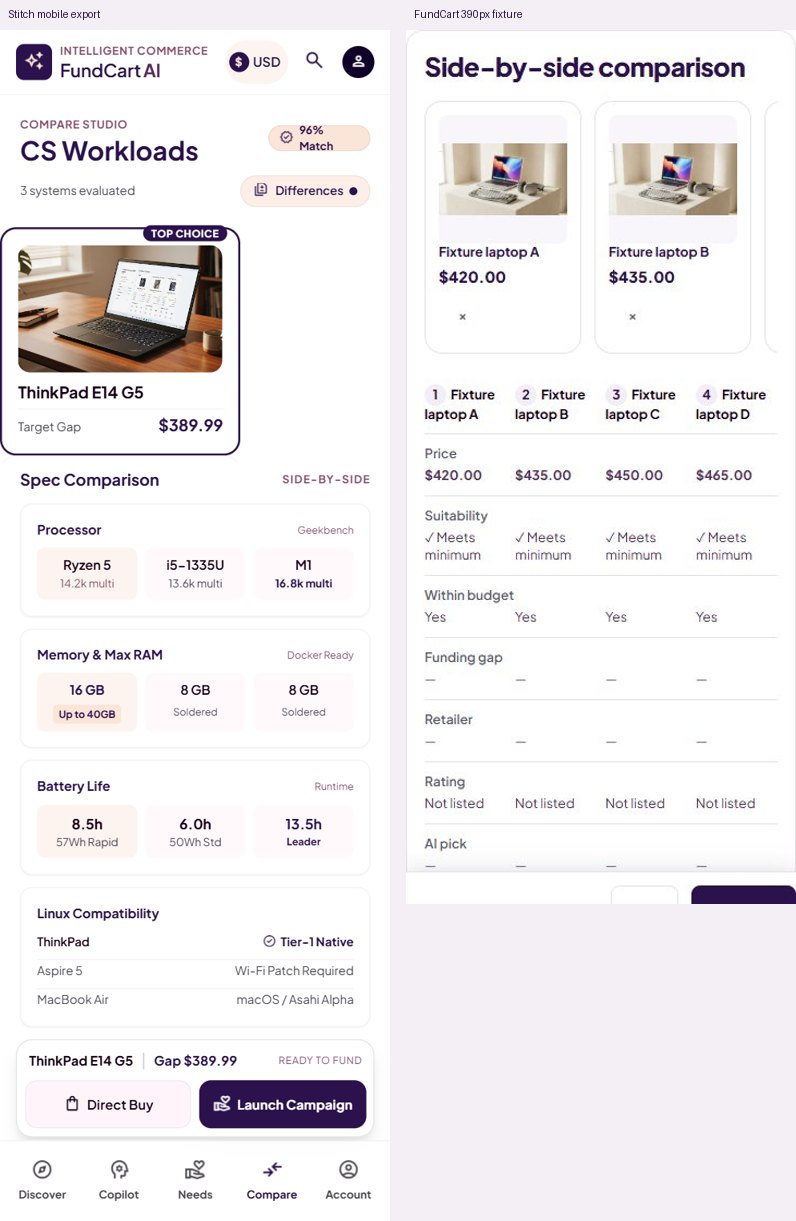 Stitch mobile export
INTELLIGENT COMMERCE
FundCart AI
$ USD
COMPARE STUDIO
CS Workloads
96%
Match
3 systems evaluated
Differences
TOP CHOICE
ThinkPad E14 G5
Target Gap $389.99
Spec Comparison SIDE-BY-SIDE
Processor Geekbench
Ryzen 5 i5-1335U M1
14.2k multi 13.6k multi 16.8k multi
Memory & Max RAM Docker Ready
16 GB 8 GB 8 GB
Up to 40GB Soldered Soldered
Battery Life Runtime
8.5h 6.0h 13.5h
57Wh Rapid 50Wh Std Leader
Linux Compatibility
ThinkPad Tier-1 Native
Aspire 5 Wi-Fi Patch Required
MacBook Air macOS / Asahi Alpha
ThinkPad E14 G5 Gap $389.99 READY TO FUND
Direct Buy Launch Campaign
Discover Copilot Needs Compare Account
FundCart 390px fixture
Side-by-side comparison
Fixture laptop A Fixture laptop B
$420.00 $435.00
× ×
1 Fixture 2 Fixture 3 Fixture 4 Fixture
laptop A laptop B laptop C laptop D
Price
$420.00 $435.00 $450.00 $465.00
Suitability
✓ Meets ✓ Meets ✓ Meets ✓ Meets
minimum minimum minimum minimum
Within budget
Yes Yes Yes Yes
Funding gap
— — — —
Retailer
— — — —
Rating
Not listed Not listed Not listed Not listed
AI pick
— — — —